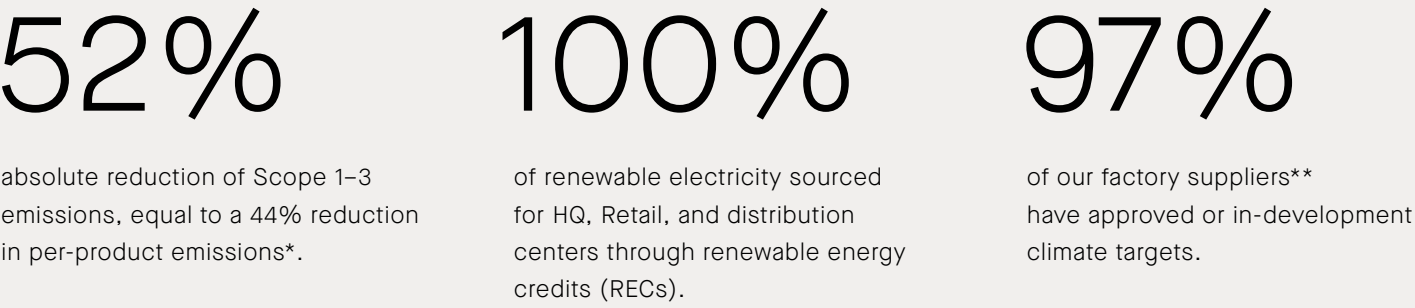 52%
absolute reduction of Scope 1–3
emissions, equal to a 44% reduction
in per-product emissions*.
100%
of renewable electricity sourced
for HQ, Retail, and distribution
centers through renewable energy
credits (RECs).
97%
of our factory suppliers**
have approved or in-development
climate targets.